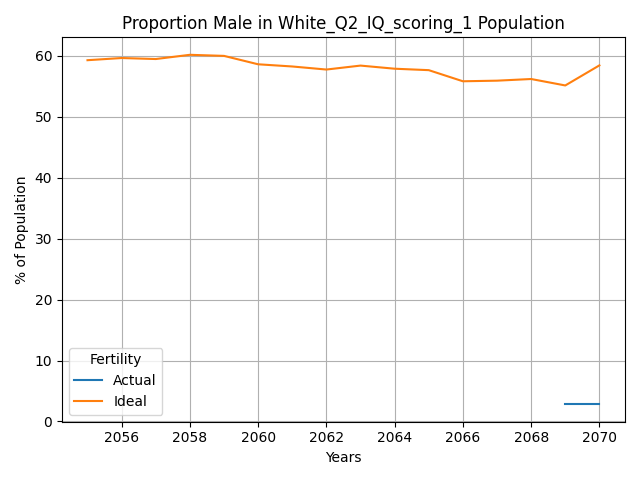 Proportion Male in White_Q2_IQ_scoring_1 Population
% of Population
60
50
40
30
20
10
0
Fertility
Actual
Ideal
2056 2058 2060 2062 2064 2066 2068 2070
Years